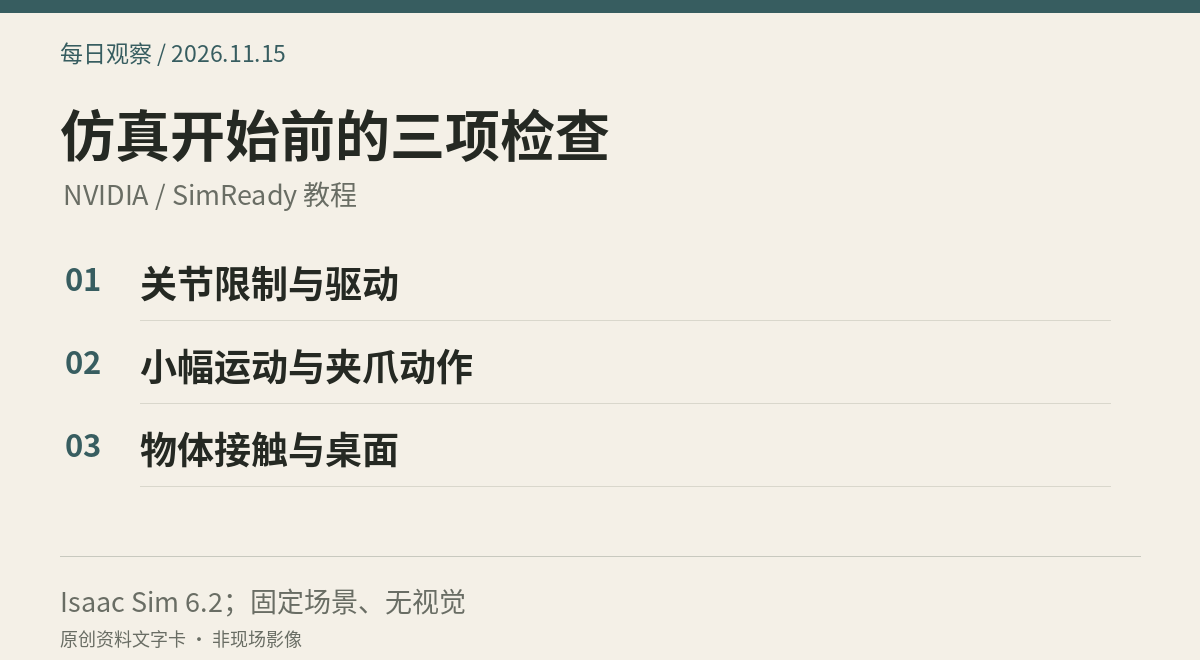 每日观察 / 2026.11.15
仿真开始前的三项检查
NVIDIA / SimReady 教程
01 关节限制与驱动
02 小幅运动与夹爪动作
03 物体接触与桌面
Isaac Sim 6.2；固定场景、无视觉
原创资料文字卡 · 非现场影像